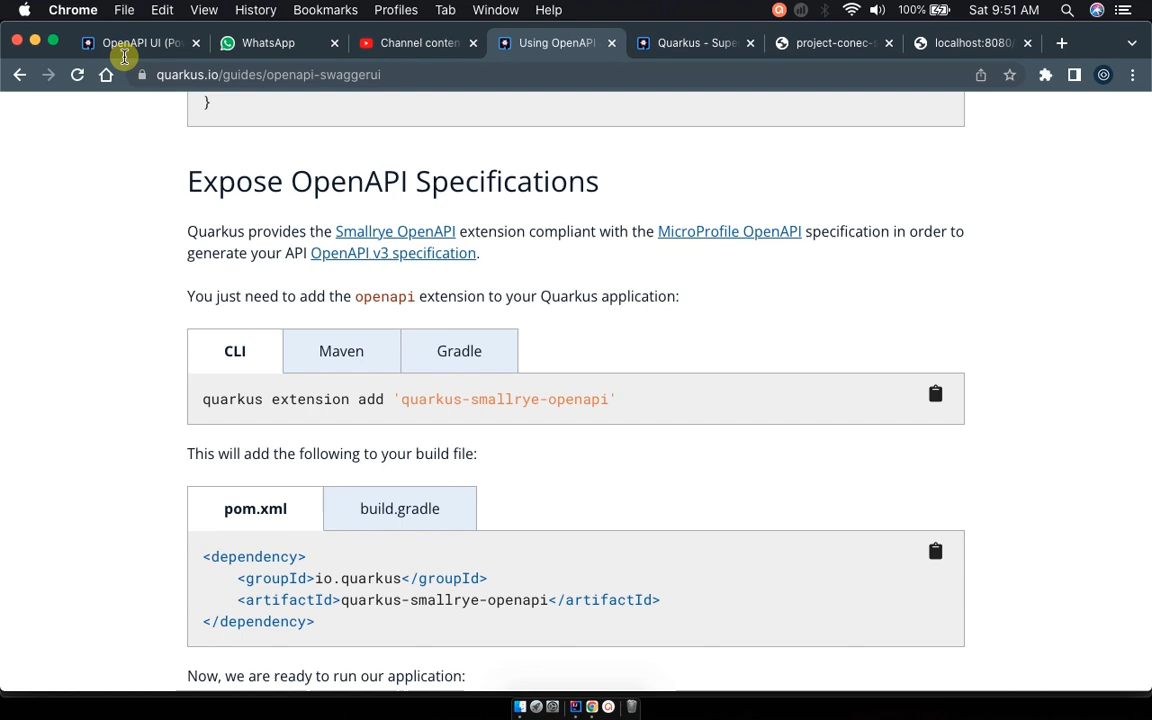 Chrome File Edit View History Bookmarks Profiles Tab Window Help 100% Sat 9:51 AM
OpenAPI UI (Po WhatsApp Channel conten Using OpenAPI Quarkus - Supe project-conec-s localhost:8080/
quarkus.io/guides/openapi-swaggerui
}
Expose OpenAPI Specifications
Quarkus provides the Smallrye OpenAPI extension compliant with the MicroProfile OpenAPI specification in order to
generate your API OpenAPI v3 specification.
You just need to add the openapi extension to your Quarkus application:
CLI Maven Gradle
quarkus extension add 'quarkus-smallrye-openapi'
This will add the following to your build file:
pom.xml build.gradle
<dependency>
<groupId>io.quarkus</groupId>
<artifactId>quarkus-smallrye-openapi</artifactId>
</dependency>
Now, we are ready to run our application: